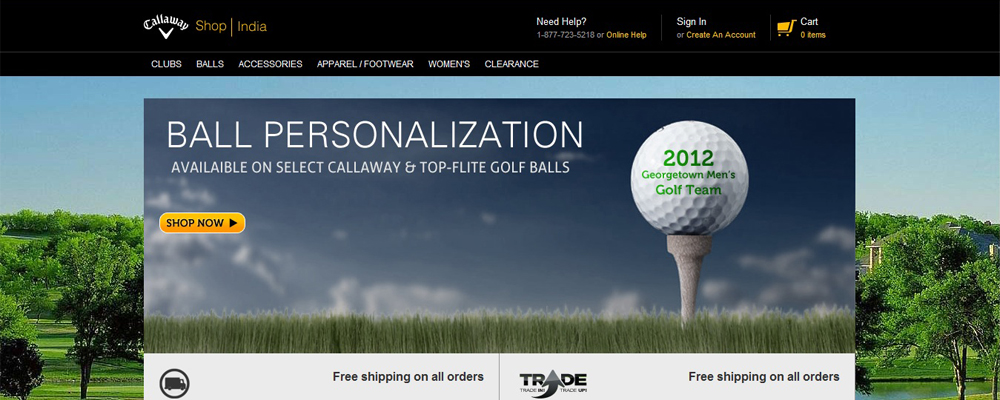 Callaway
Shop | India
Need Help?
1-877-723-5218 or Online Help
Sign In
or Create An Account
Cart
0 items
CLUBS BALLS ACCESSORIES APPAREL / FOOTWEAR WOMEN'S CLEARANCE
BALL PERSONALIZATION
AVAILAIBLE ON SELECT CALLAWAY & TOP-FLITE GOLF BALLS
SHOP NOW
2012
Georgetown Men's
Golf Team
Free shipping on all orders
TRADE
TRADE IN! TRADE UP!
Free shipping on all orders